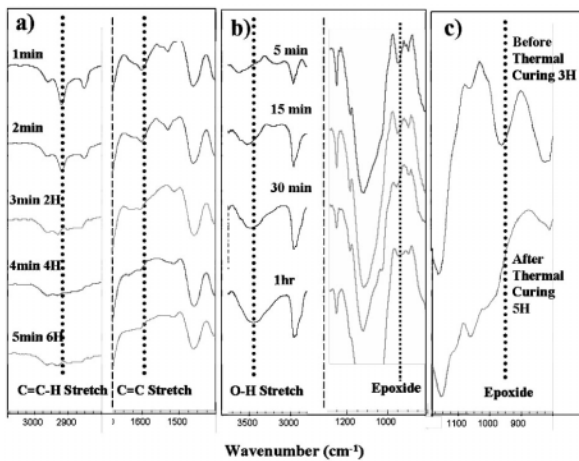 a)
1min
2min
3min 2H
4min 4H
5min 6H
C=C-H Stretch
C=C Stretch
3000 2900 1600 1500
b)
5 min
15 min
30 min
1hr
O-H Stretch
Epoxide
3500 3000 1200 1000
c)
Before
Thermal
Curing 3H
After
Thermal
Curing
5H
Epoxide
1100 1000 900
Wavenumber (cm⁻¹)